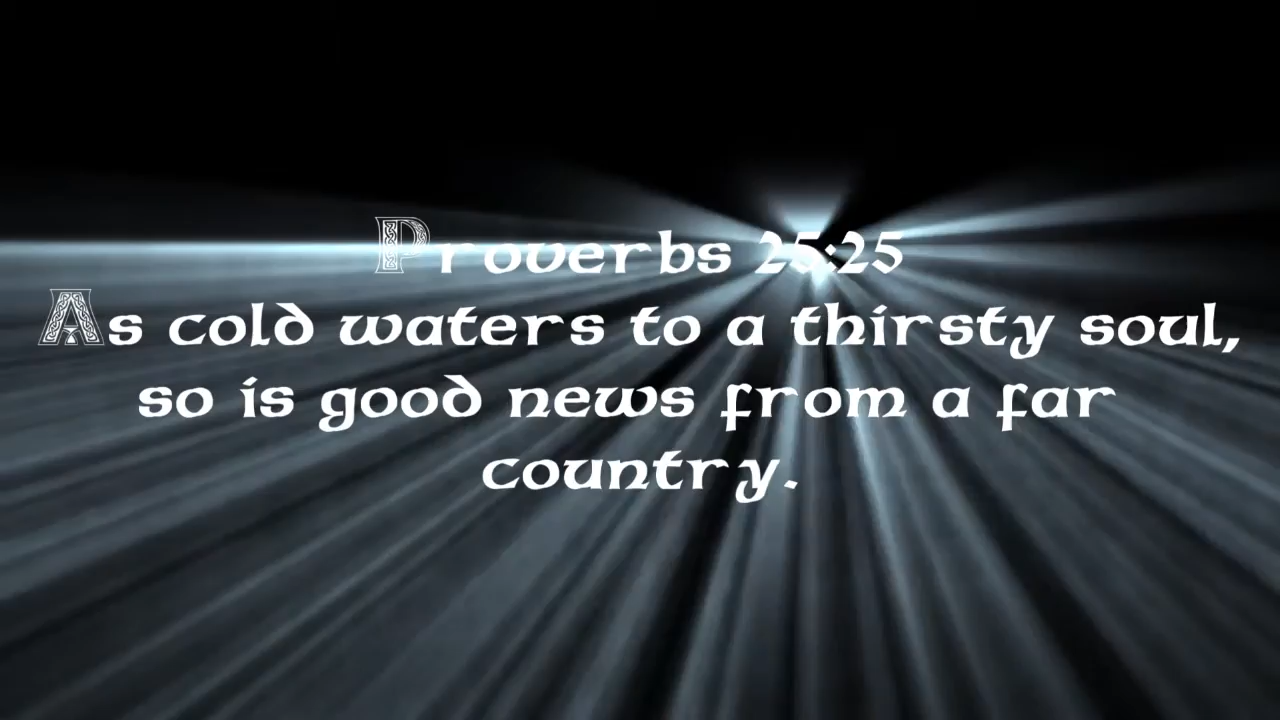 Proverbs 25:25
As cold waters to a thirsty soul,
so is good news from a far
country.